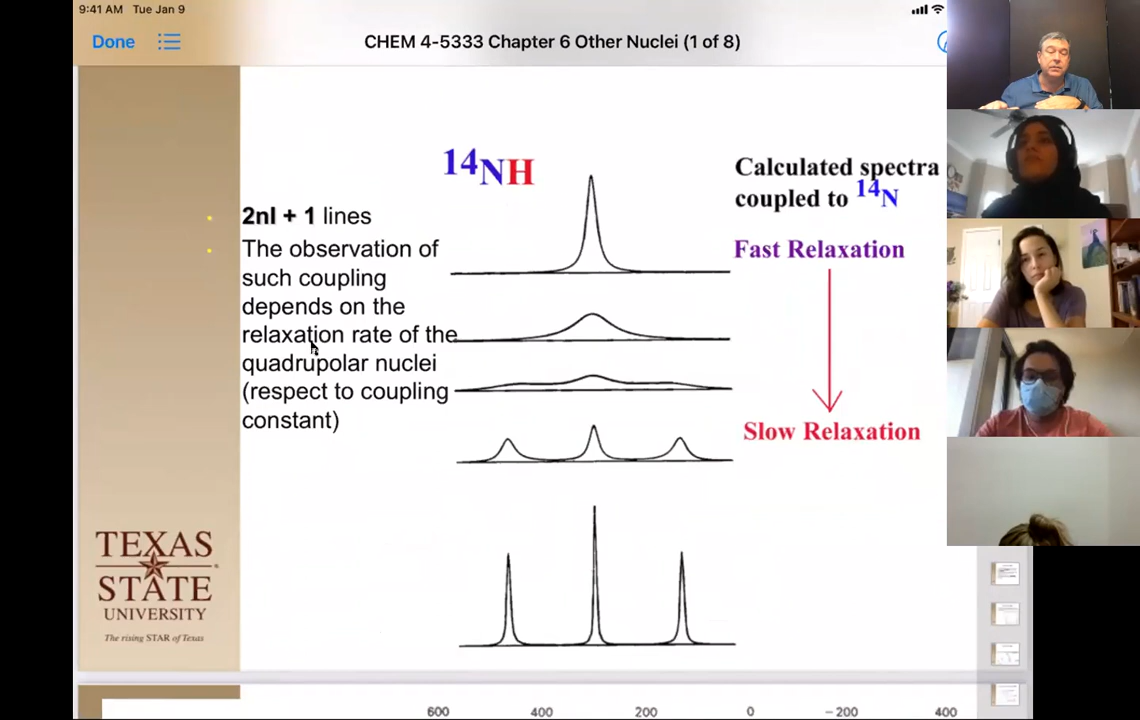 9:41 AM Tue Jan 9
Done
CHEM 4-5333 Chapter 6 Other Nuclei (1 of 8)
14NH
Calculated spectra
coupled to 14N
Fast Relaxation
Slow Relaxation
2nI + 1 lines
The observation of
such coupling
depends on the
relaxation rate of the
quadrupolar nuclei
(respect to coupling
constant)
TEXAS
STATE
UNIVERSITY
The rising STAR of Texas
600 400 200 0 -200 400